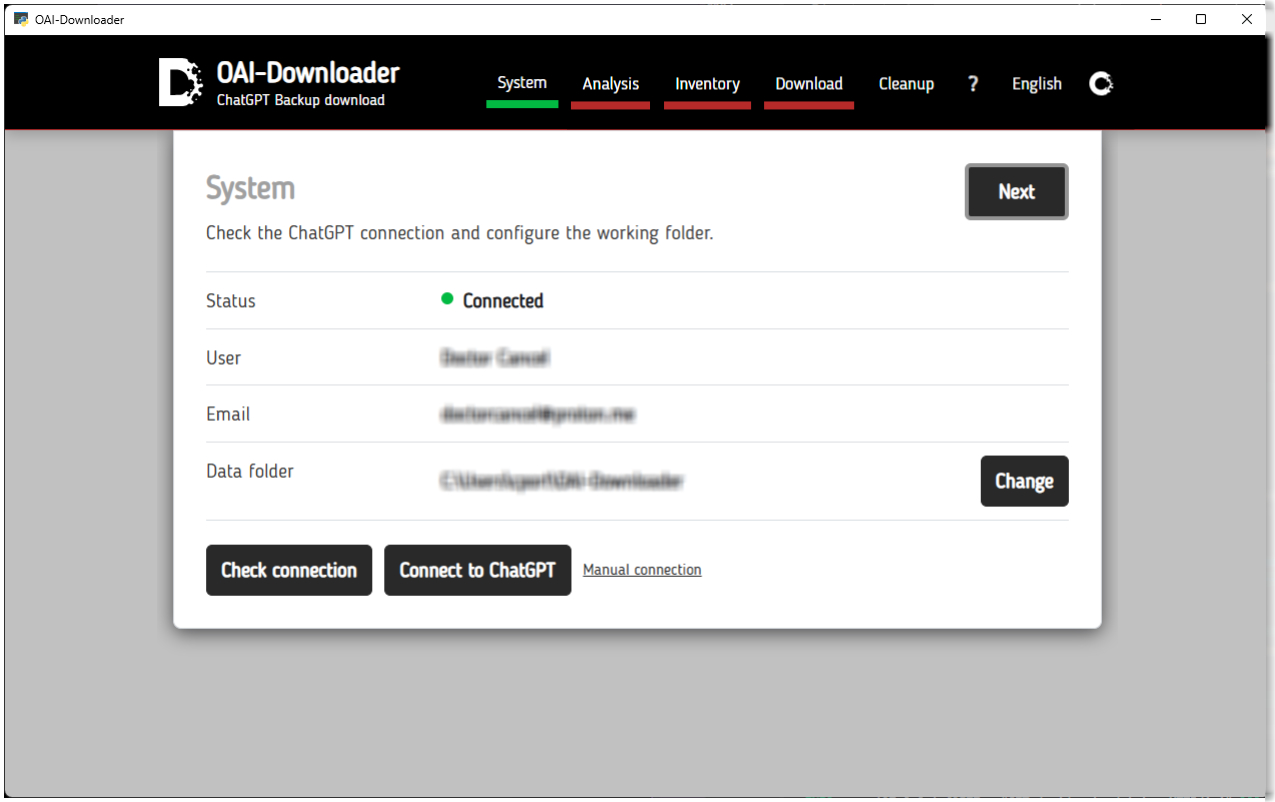 OAI-Downloader
OAI-Downloader
ChatGPT Backup download
System
Analysis
Inventory
Download
Cleanup
?
English
System
Next
Check the ChatGPT connection and configure the working folder.
Status
Connected
User
Email
Data folder
Change
Check connection
Connect to ChatGPT
Manual connection